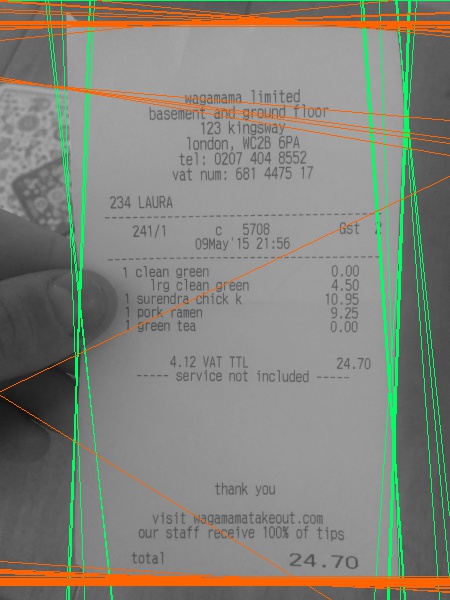 wagamama limited
basement and ground floor
123 kingsway
london, WC2B 6PA
tel: 0207 404 8552
vat num: 681 4475 17
234 LAURA
241/1 c 5708 Gst 2
09May'15 21:56
1 clean green 0.00
lrg clean green 4.50
1 surendra chick k 10.95
1 pork ramen 9.25
1 green tea 0.00
4.12 VAT TTL 24.70
----- service not included -----
thank you
visit wagamamatakeout.com
our staff receive 100% of tips
total 24.70